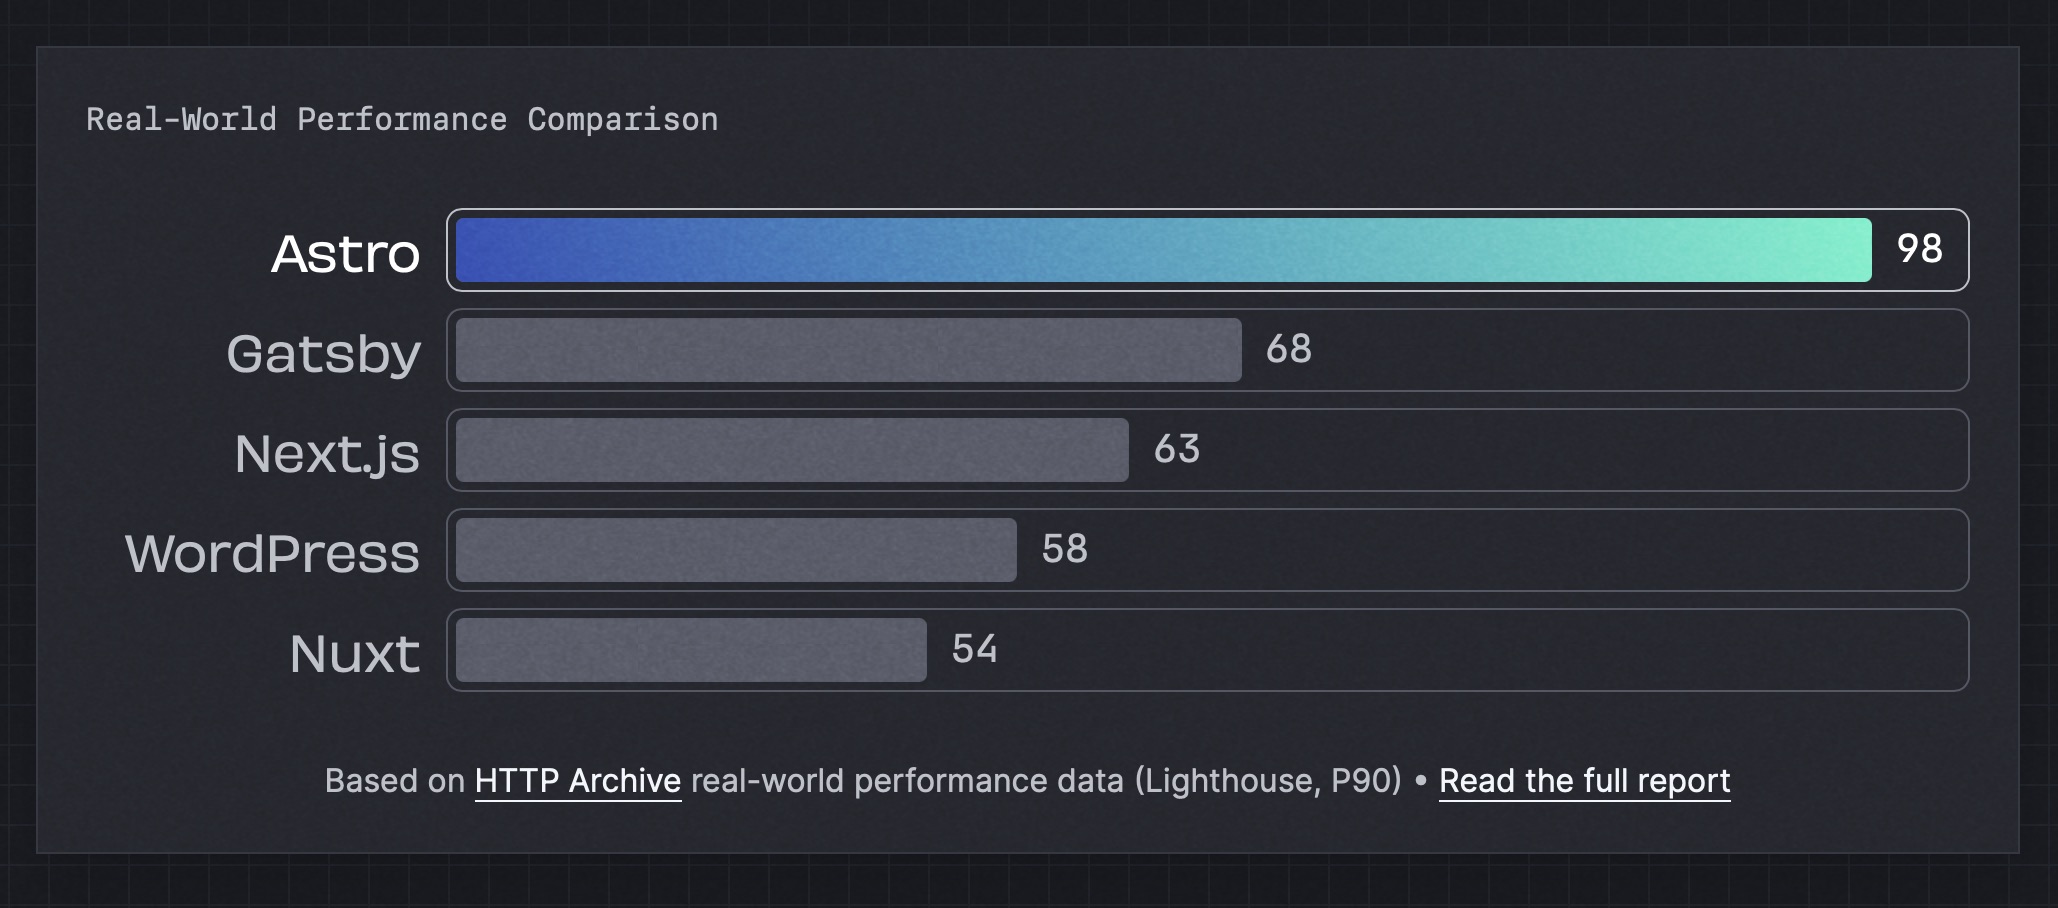 Real-World Performance Comparison
Astro 98
Gatsby 68
Next.js 63
WordPress 58
Nuxt 54
Based on HTTP Archive real-world performance data (Lighthouse, P90) • Read the full report